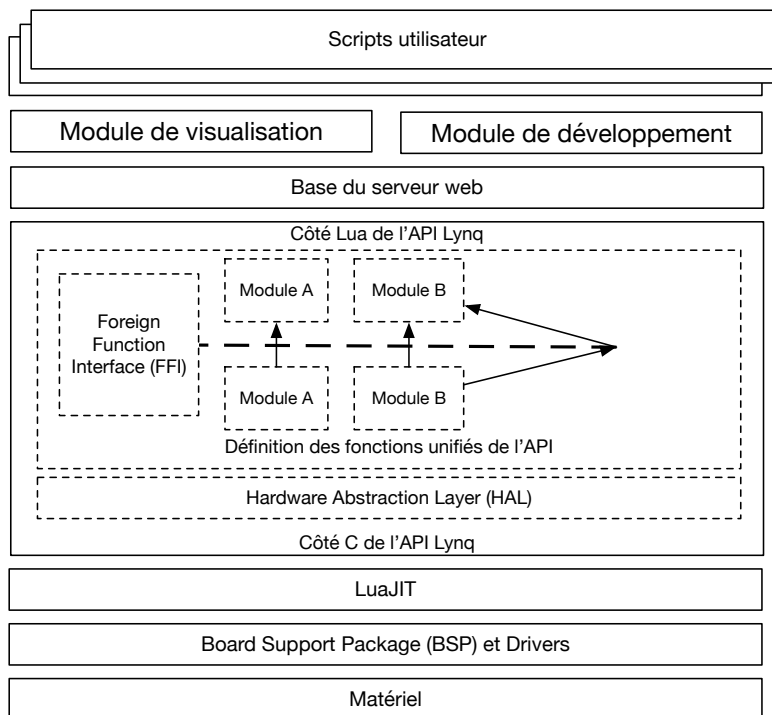 Scripts utilisateur
Module de visualisation
Module de développement
Base du serveur web
Côté Lua de l'API Lynq
Foreign
Function
Interface (FFI)
Module A
Module B
Module A
Module B
Définition des fonctions unifiés de l'API
Hardware Abstraction Layer (HAL)
Côté C de l'API Lynq
LuaJIT
Board Support Package (BSP) et Drivers
Matériel